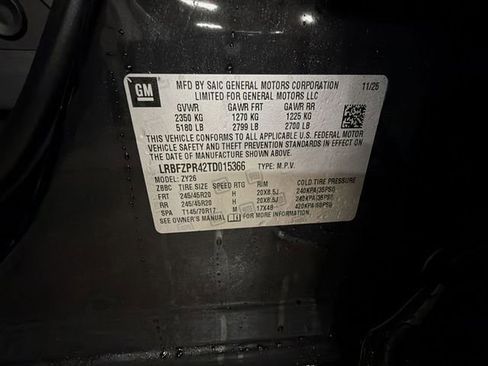 GM
MFD BY SAIC GENERAL MOTORS CORPORATION 11/25
LIMITED FOR GENERAL MOTORS LLC
GVWR GAWR FRT GAWR RR
2350 KG 1270 KG 1225 KG
5180 LB 2799 LB 2700 LB
THIS VEHICLE CONFORMS TO ALL APPLICABLE U.S. FEDERAL MOTOR
VEHICLE SAFETY AND THEFT PREVENTION STANDARDS IN EFFECT ON
THE DATE OF MANUFACTURE SHOWN ABOVE.
LRBFZPR42TD015366 TYPE: M.P.V.
MODEL: ZY26
TIRE SIZE SPEED RTG RIM COLD TIRE PRESSURE
FRT 245/45R20 H 20X8.5J 240KPA(35PSI)
RR 245/45R20 H 20X8.5J 240KPA(35PSI)
SPA T145/70R17 M 17X4B 420KPA(60PSI)
SEE OWNER'S MANUAL FOR MORE INFORMATION.